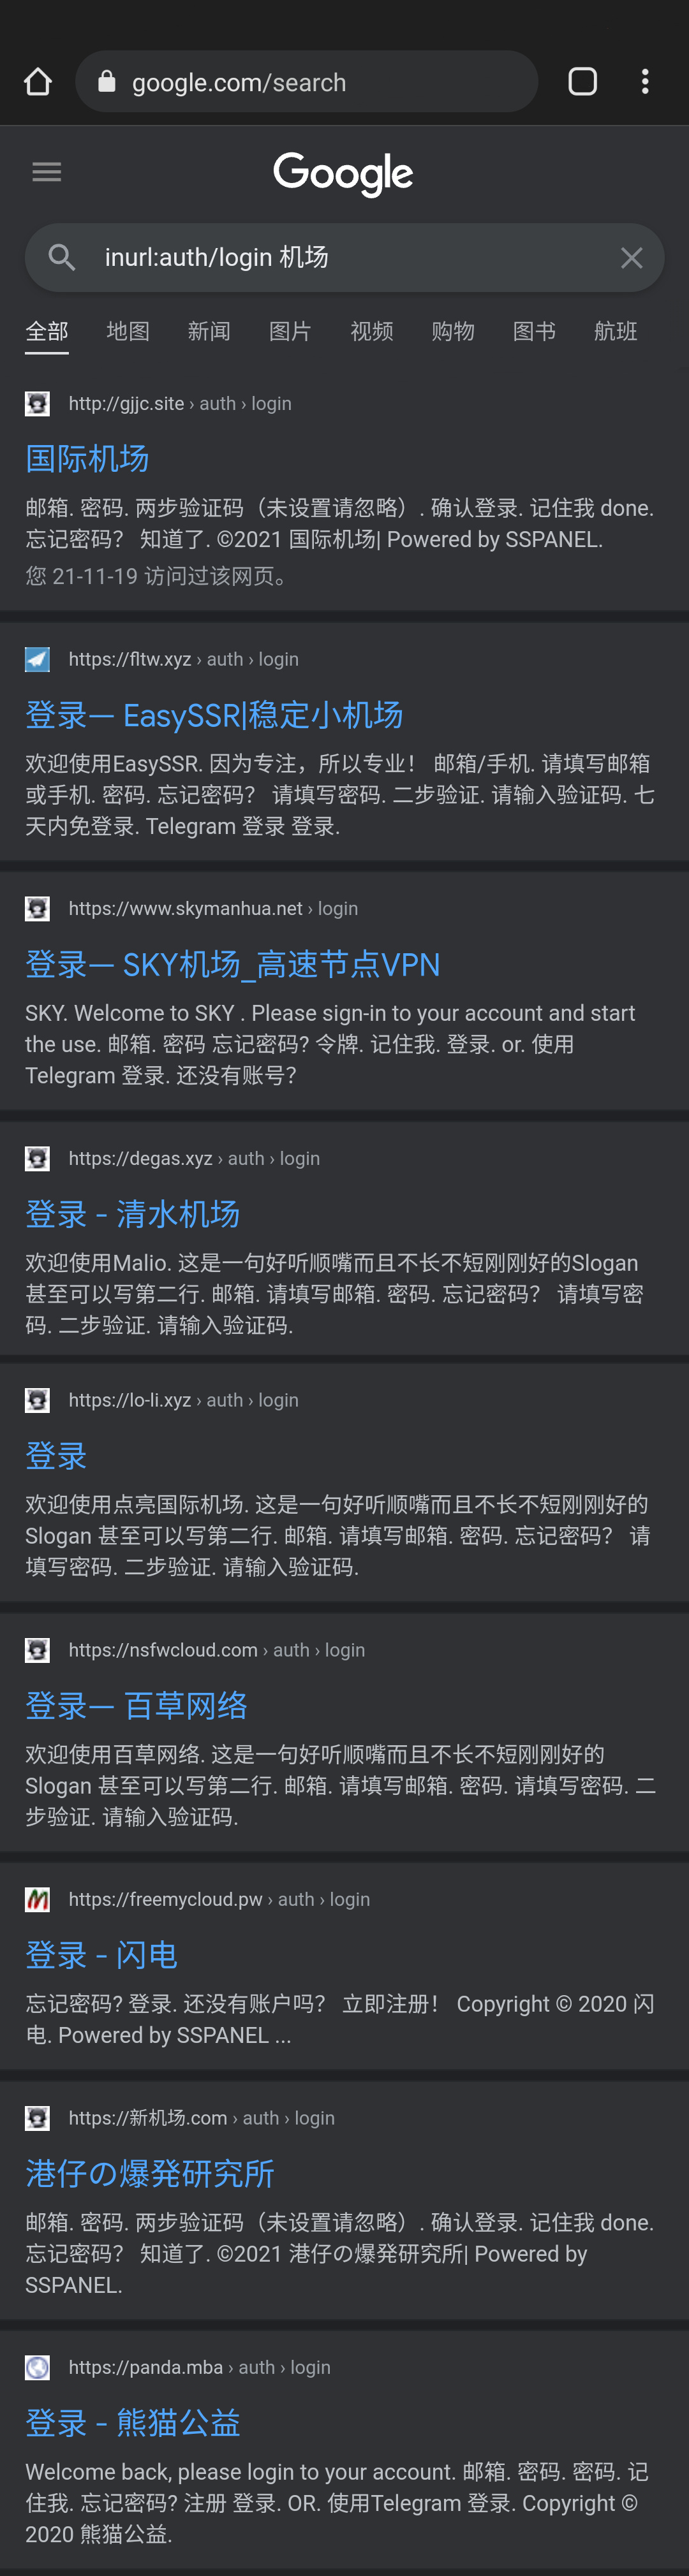 google.com/search
Google
inurl:auth/login 机场
全部 地图 新闻 图片 视频 购物 图书 航班
http://gjjc.site › auth › login
国际机场
邮箱. 密码. 两步验证码（未设置请忽略）. 确认登录. 记住我 done.
忘记密码？ 知道了. ©2021 国际机场| Powered by SSPANEL.
您 21-11-19 访问过该网页。
https://fltw.xyz › auth › login
登录— EasySSR|稳定小机场
欢迎使用EasySSR. 因为专注，所以专业！ 邮箱/手机. 请填写邮箱
或手机. 密码. 忘记密码？ 请填写密码. 二步验证. 请输入验证码. 七
天内免登录. Telegram 登录 登录.
https://www.skymanhua.net › login
登录— SKY机场_高速节点VPN
SKY. Welcome to SKY . Please sign-in to your account and start
the use. 邮箱. 密码 忘记密码? 令牌. 记住我. 登录. or. 使用
Telegram 登录. 还没有账号?
https://degas.xyz › auth › login
登录 - 清水机场
欢迎使用Malio. 这是一句好听顺嘴而且不长不短刚刚好的Slogan
甚至可以写第二行. 邮箱. 请填写邮箱. 密码. 忘记密码？ 请填写密
码. 二步验证. 请输入验证码.
https://lo-li.xyz › auth › login
登录
欢迎使用点亮国际机场. 这是一句好听顺嘴而且不长不短刚刚好的
Slogan 甚至可以写第二行. 邮箱. 请填写邮箱. 密码. 忘记密码？ 请
填写密码. 二步验证. 请输入验证码.
https://nsfwcloud.com › auth › login
登录— 百草网络
欢迎使用百草网络. 这是一句好听顺嘴而且不长不短刚刚好的
Slogan 甚至可以写第二行. 邮箱. 请填写邮箱. 密码. 请填写密码. 二
步验证. 请输入验证码.
https://freemycloud.pw › auth › login
登录 - 闪电
忘记密码? 登录. 还没有账户吗？ 立即注册！ Copyright © 2020 闪
电. Powered by SSPANEL ...
https://新机场.com › auth › login
港仔の爆発研究所
邮箱. 密码. 两步验证码（未设置请忽略）. 确认登录. 记住我 done.
忘记密码？ 知道了. ©2021 港仔の爆発研究所| Powered by
SSPANEL.
https://panda.mba › auth › login
登录 - 熊猫公益
Welcome back, please login to your account. 邮箱. 密码. 密码. 记
住我. 忘记密码? 注册 登录. OR. 使用Telegram 登录. Copyright ©
2020 熊猫公益.